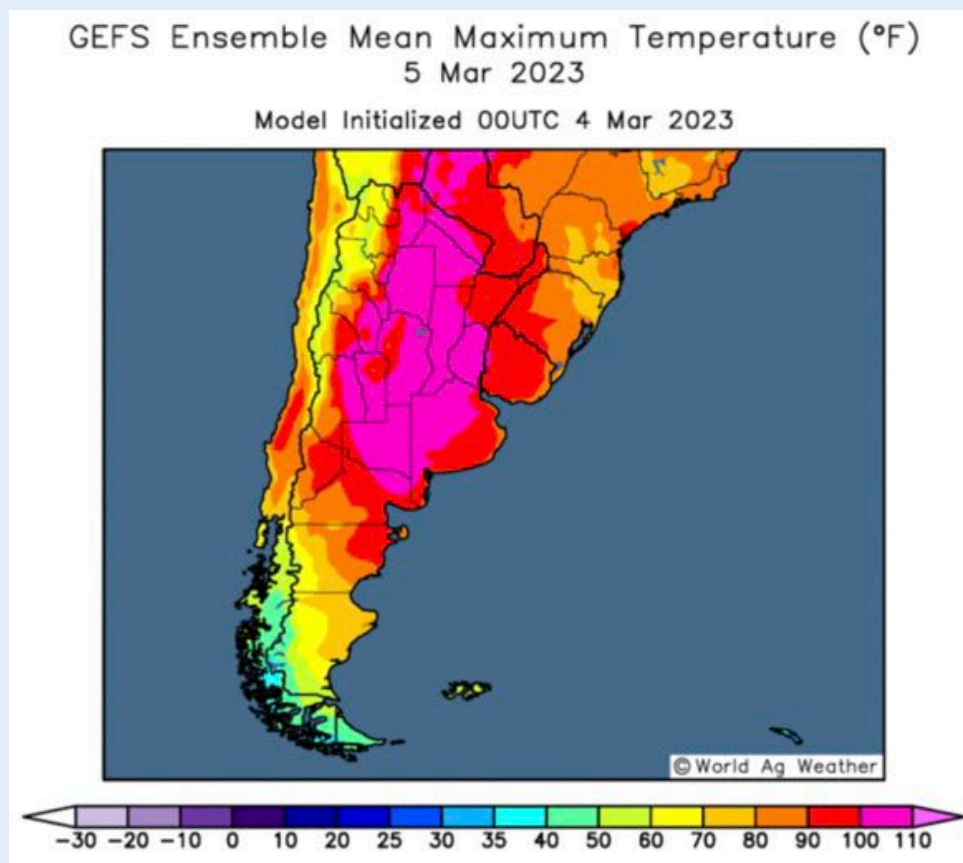 GEFS Ensemble Mean Maximum Temperature (°F)
5 Mar 2023
Model Initialized 00UTC 4 Mar 2023
©World Ag Weather
-30 -20 -10 0 10 20 25 30 35 40 50 60 70 80 90 100 110